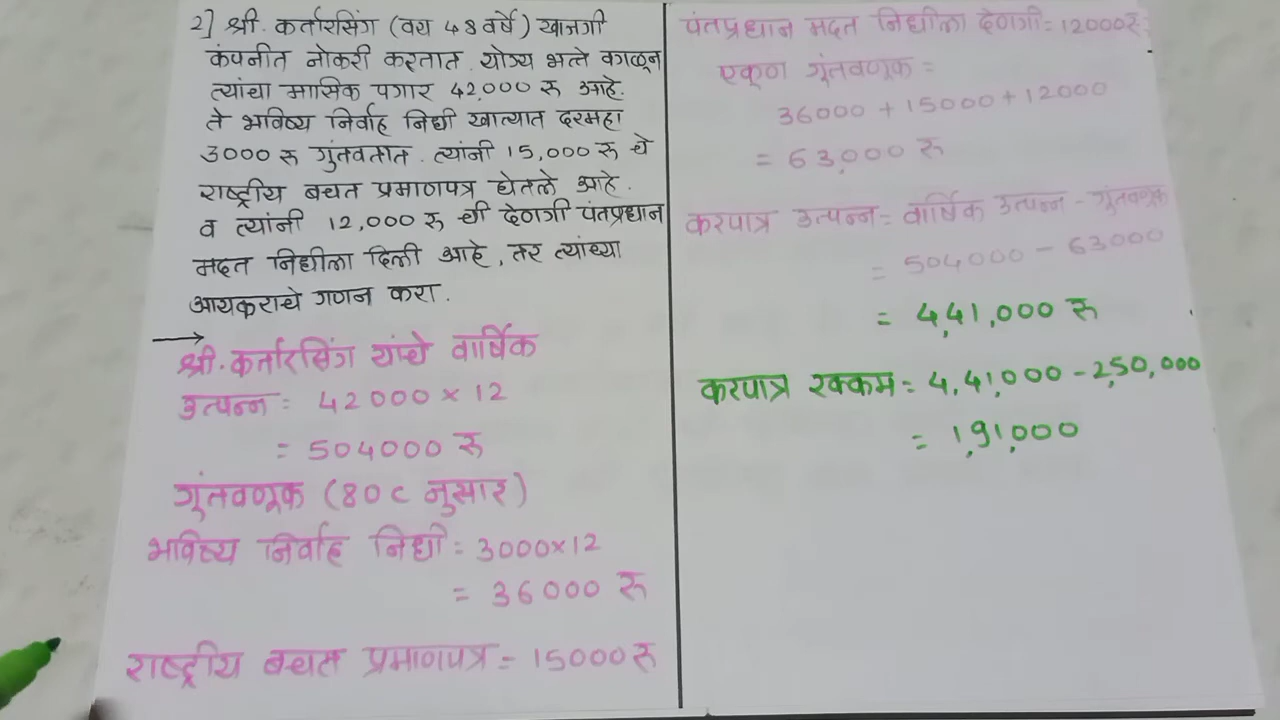 2] श्री. कर्तारसिंग (वय 48 वर्षे) खाजगी
कंपनीत नोकरी करतात. योग्य भत्ते वगळून
त्यांचा मासिक पगार 42,000 रु आहे.
ते भविष्य निर्वाह निधी खात्यात दरमहा
3000 रु गुंतवतात. त्यांनी 15,000 रु चे
राष्ट्रीय बचत प्रमाणपत्र घेतले आहे.
व त्यांनी 12,000 रु ची देणगी पंतप्रधान
मदत निधीला दिली आहे, तर त्यांच्या
आयकराचे गणन करा.
→
श्री. कर्तारसिंग यांचे वार्षिक
उत्पन्न = 42000 × 12
= 504000 रु
गुंतवणूक (80 C नुसार)
भविष्य निर्वाह निधी = 3000×12
= 36000 रु
राष्ट्रीय बचत प्रमाणपत्र = 15000 रु
पंतप्रधान मदत निधीला देणगी = 12000 रु
एकूण गुंतवणूक =
36000 + 15000 + 12000
= 63,000 रु
करपात्र उत्पन्न = वार्षिक उत्पन्न - गुंतवणूक
= 504000 - 63000
= 4,41,000 रु
करपात्र रक्कम = 4,41,000 - 2,50,000
= 1,91,000